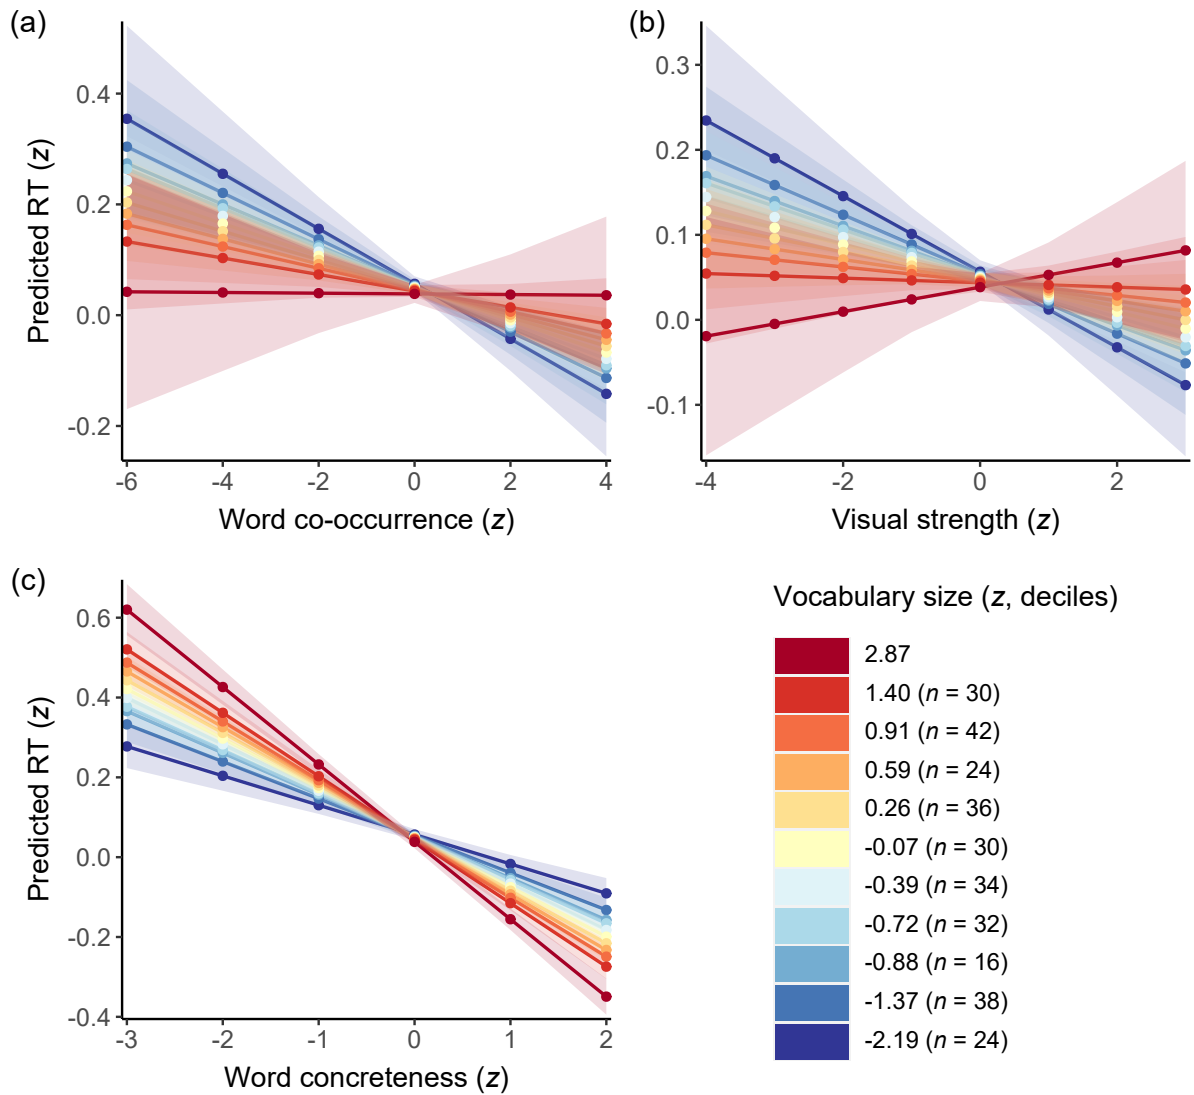 (a)
0.4
0.2
0.0
-0.2
Predicted RT (z)
-6 -4 -2 0 2 4
Word co-occurrence (z)
(b)
0.3
0.2
0.1
0.0
-0.1
-4 -2 0 2
Visual strength (z)
(c)
0.6
0.4
0.2
0.0
-0.2
-0.4
Predicted RT (z)
-3 -2 -1 0 1 2
Word concreteness (z)
Vocabulary size (z, deciles)
2.87
1.40 (n = 30)
0.91 (n = 42)
0.59 (n = 24)
0.26 (n = 36)
-0.07 (n = 30)
-0.39 (n = 34)
-0.72 (n = 32)
-0.88 (n = 16)
-1.37 (n = 38)
-2.19 (n = 24)